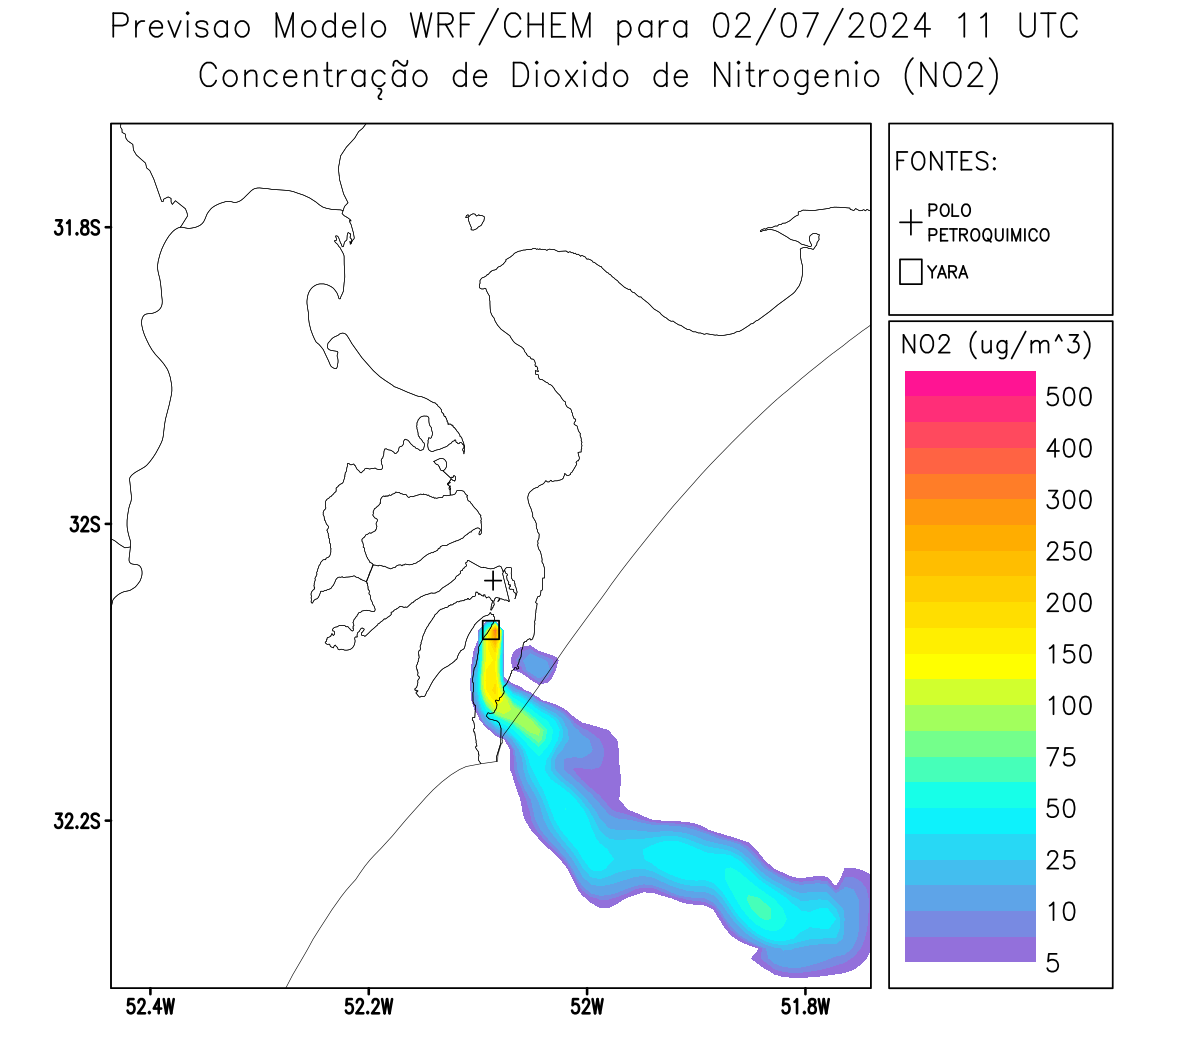 Previsao Modelo WRF/CHEM para 02/07/2024 11 UTC
Concentração de Dioxido de Nitrogenio (NO2)
FONTES:
POLO
PETROQUIMICO
YARA
NO2 (ug/m^3)
500
400
300
250
200
150
100
75
50
25
10
5
31.8S
32S
32.2S
52.4W
52.2W
52W
51.8W